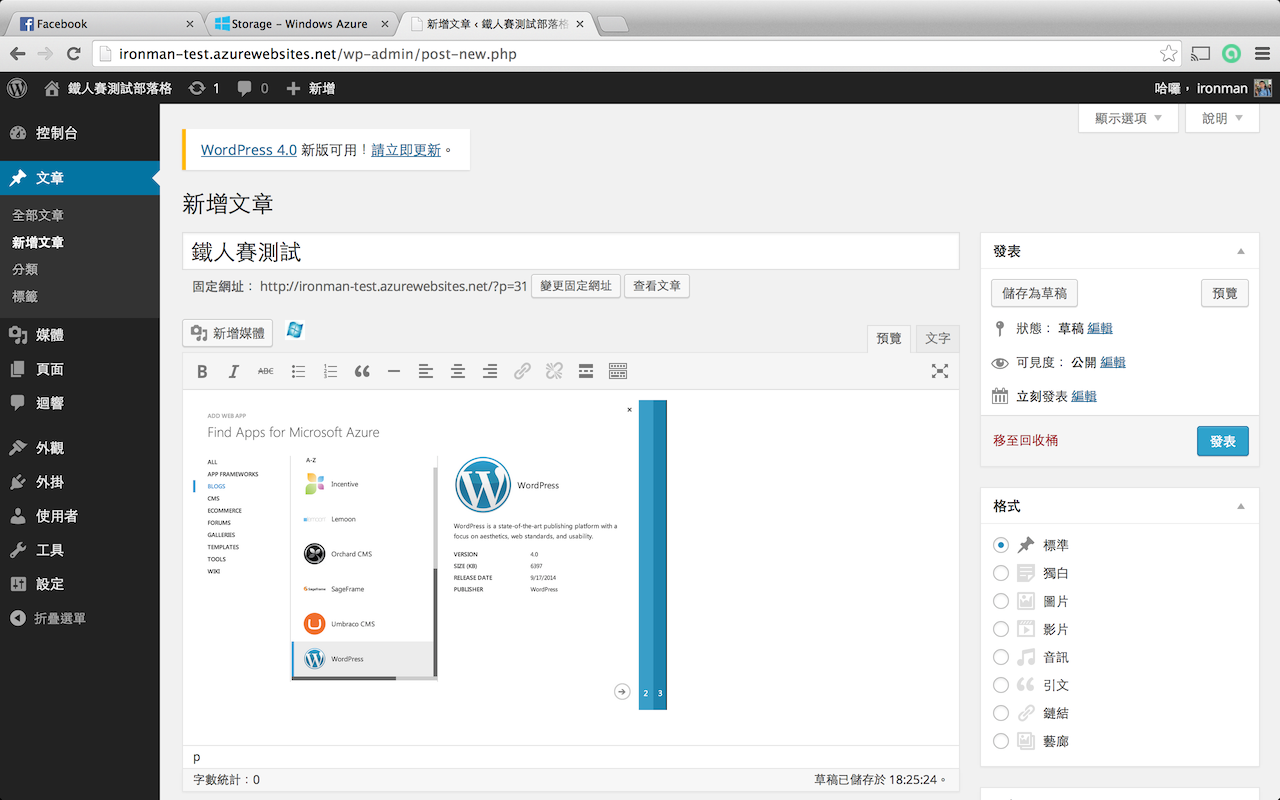 Facebook
Storage - Windows Azure
新增文章 ‹ 鐵人賽測試部落格
ironman-test.azurewebsites.net/wp-admin/post-new.php
鐵人賽測試部落格 1 0 新增
哈囉，ironman
顯示選項
說明
控制台
文章
全部文章
新增文章
分類
標籤
媒體
頁面
迴響
外觀
外掛
使用者
工具
設定
折疊選單
WordPress 4.0 新版可用！請立即更新。
新增文章
鐵人賽測試
固定網址： http://ironman-test.azurewebsites.net/?p=31 變更固定網址 查看文章
新增媒體
預覽 文字
B I ABC
ADD WEB APP
Find Apps for Microsoft Azure
ALL
APP FRAMEWORKS
BLOGS
CMS
ECOMMERCE
FORUMS
GALLERIES
TEMPLATES
TOOLS
WIKI
A-Z
Incentive
Lemoon
Orchard CMS
SageFrame
Umbraco CMS
WordPress
WordPress
WordPress is a state-of-the-art publishing platform with a
focus on aesthetics, web standards, and usability.
VERSION 4.0
SIZE (KB) 6397
RELEASE DATE 9/17/2014
PUBLISHER WordPress
2 3
p
字數統計：0
草稿已儲存於 18:25:24。
發表
儲存為草稿 預覽
狀態： 草稿 編輯
可見度： 公開 編輯
立刻發表 編輯
移至回收桶 發表
格式
標準
獨白
圖片
影片
音訊
引文
鏈結
藝廊